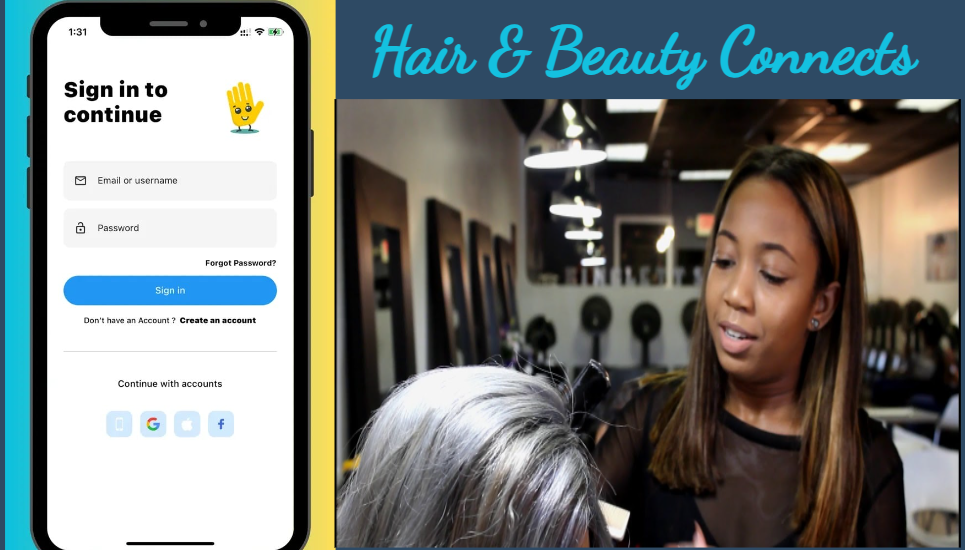 1:31
Sign in to
continue
Email or username
Password
Forgot Password?
Sign in
Don't have an Account ? Create an account
Continue with accounts
Hair & Beauty Connects